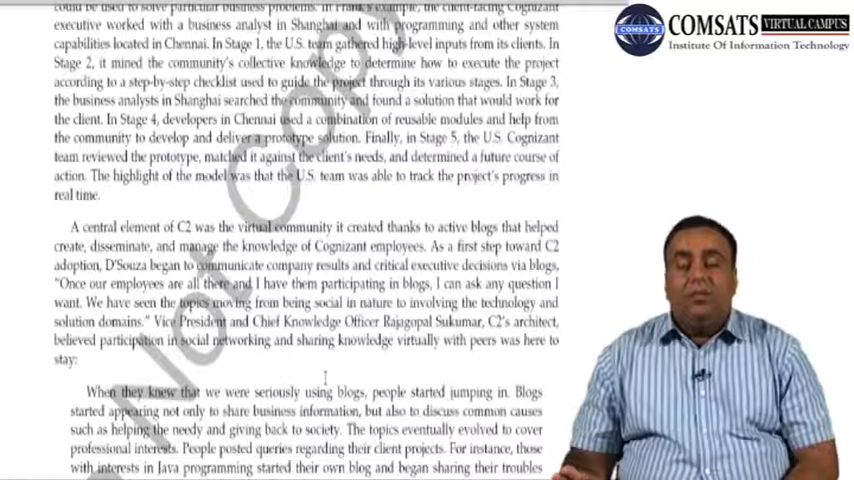 could be used to solve particular business problems. In Frank's example, the client-facing Cognizant
executive worked with a business analyst in Shanghai and with programming and other system
capabilities located in Chennai. In Stage 1, the U.S. team gathered high-level inputs from its clients. In
Stage 2, it mined the community's collective knowledge to determine how to execute the project
according to a step-by-step checklist used to guide the project through its various stages. In Stage 3,
the business analysts in Shanghai searched the community and found a solution that would work for
the client. In Stage 4, developers in Chennai used a combination of reusable modules and help from
the community to develop and deliver a prototype solution. Finally, in Stage 5, the U.S. Cognizant
team reviewed the prototype, matched it against the client's needs, and determined a future course of
action. The highlight of the model was that the U.S. team was able to track the project's progress in
real time.
A central element of C2 was the virtual community it created thanks to active blogs that helped
create, disseminate, and manage the knowledge of Cognizant employees. As a first step toward C2
adoption, D'Souza began to communicate company results and critical executive decisions via blogs,
"Once our employees are all there and I have them participating in blogs, I can ask any question I
want. We have seen the topics moving from being social in nature to involving the technology and
solution domains." Vice President and Chief Knowledge Officer Rajagopal Sukumar, C2's architect,
believed participation in social networking and sharing knowledge virtually with peers was here to
stay:
When they knew that we were seriously using blogs, people started jumping in. Blogs
started appearing not only to share business information, but also to discuss common causes
such as helping the needy and giving back to society. The topics eventually evolved to cover
professional interests. People posted queries regarding their client projects. For instance, those
with interests in Java programming started their own blog and began sharing their troubles
Not Copy
COMSATS
COMSATS VIRTUAL CAMPUS
Institute Of Information Technology